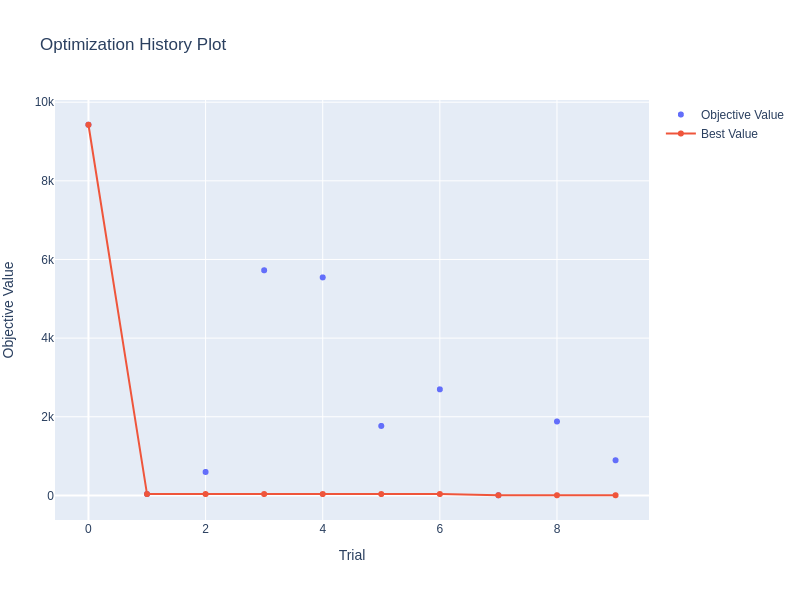 Optimization History Plot
Objective Value
Best Value
10k
8k
6k
4k
2k
0
Objective Value
0 2 4 6 8
Trial